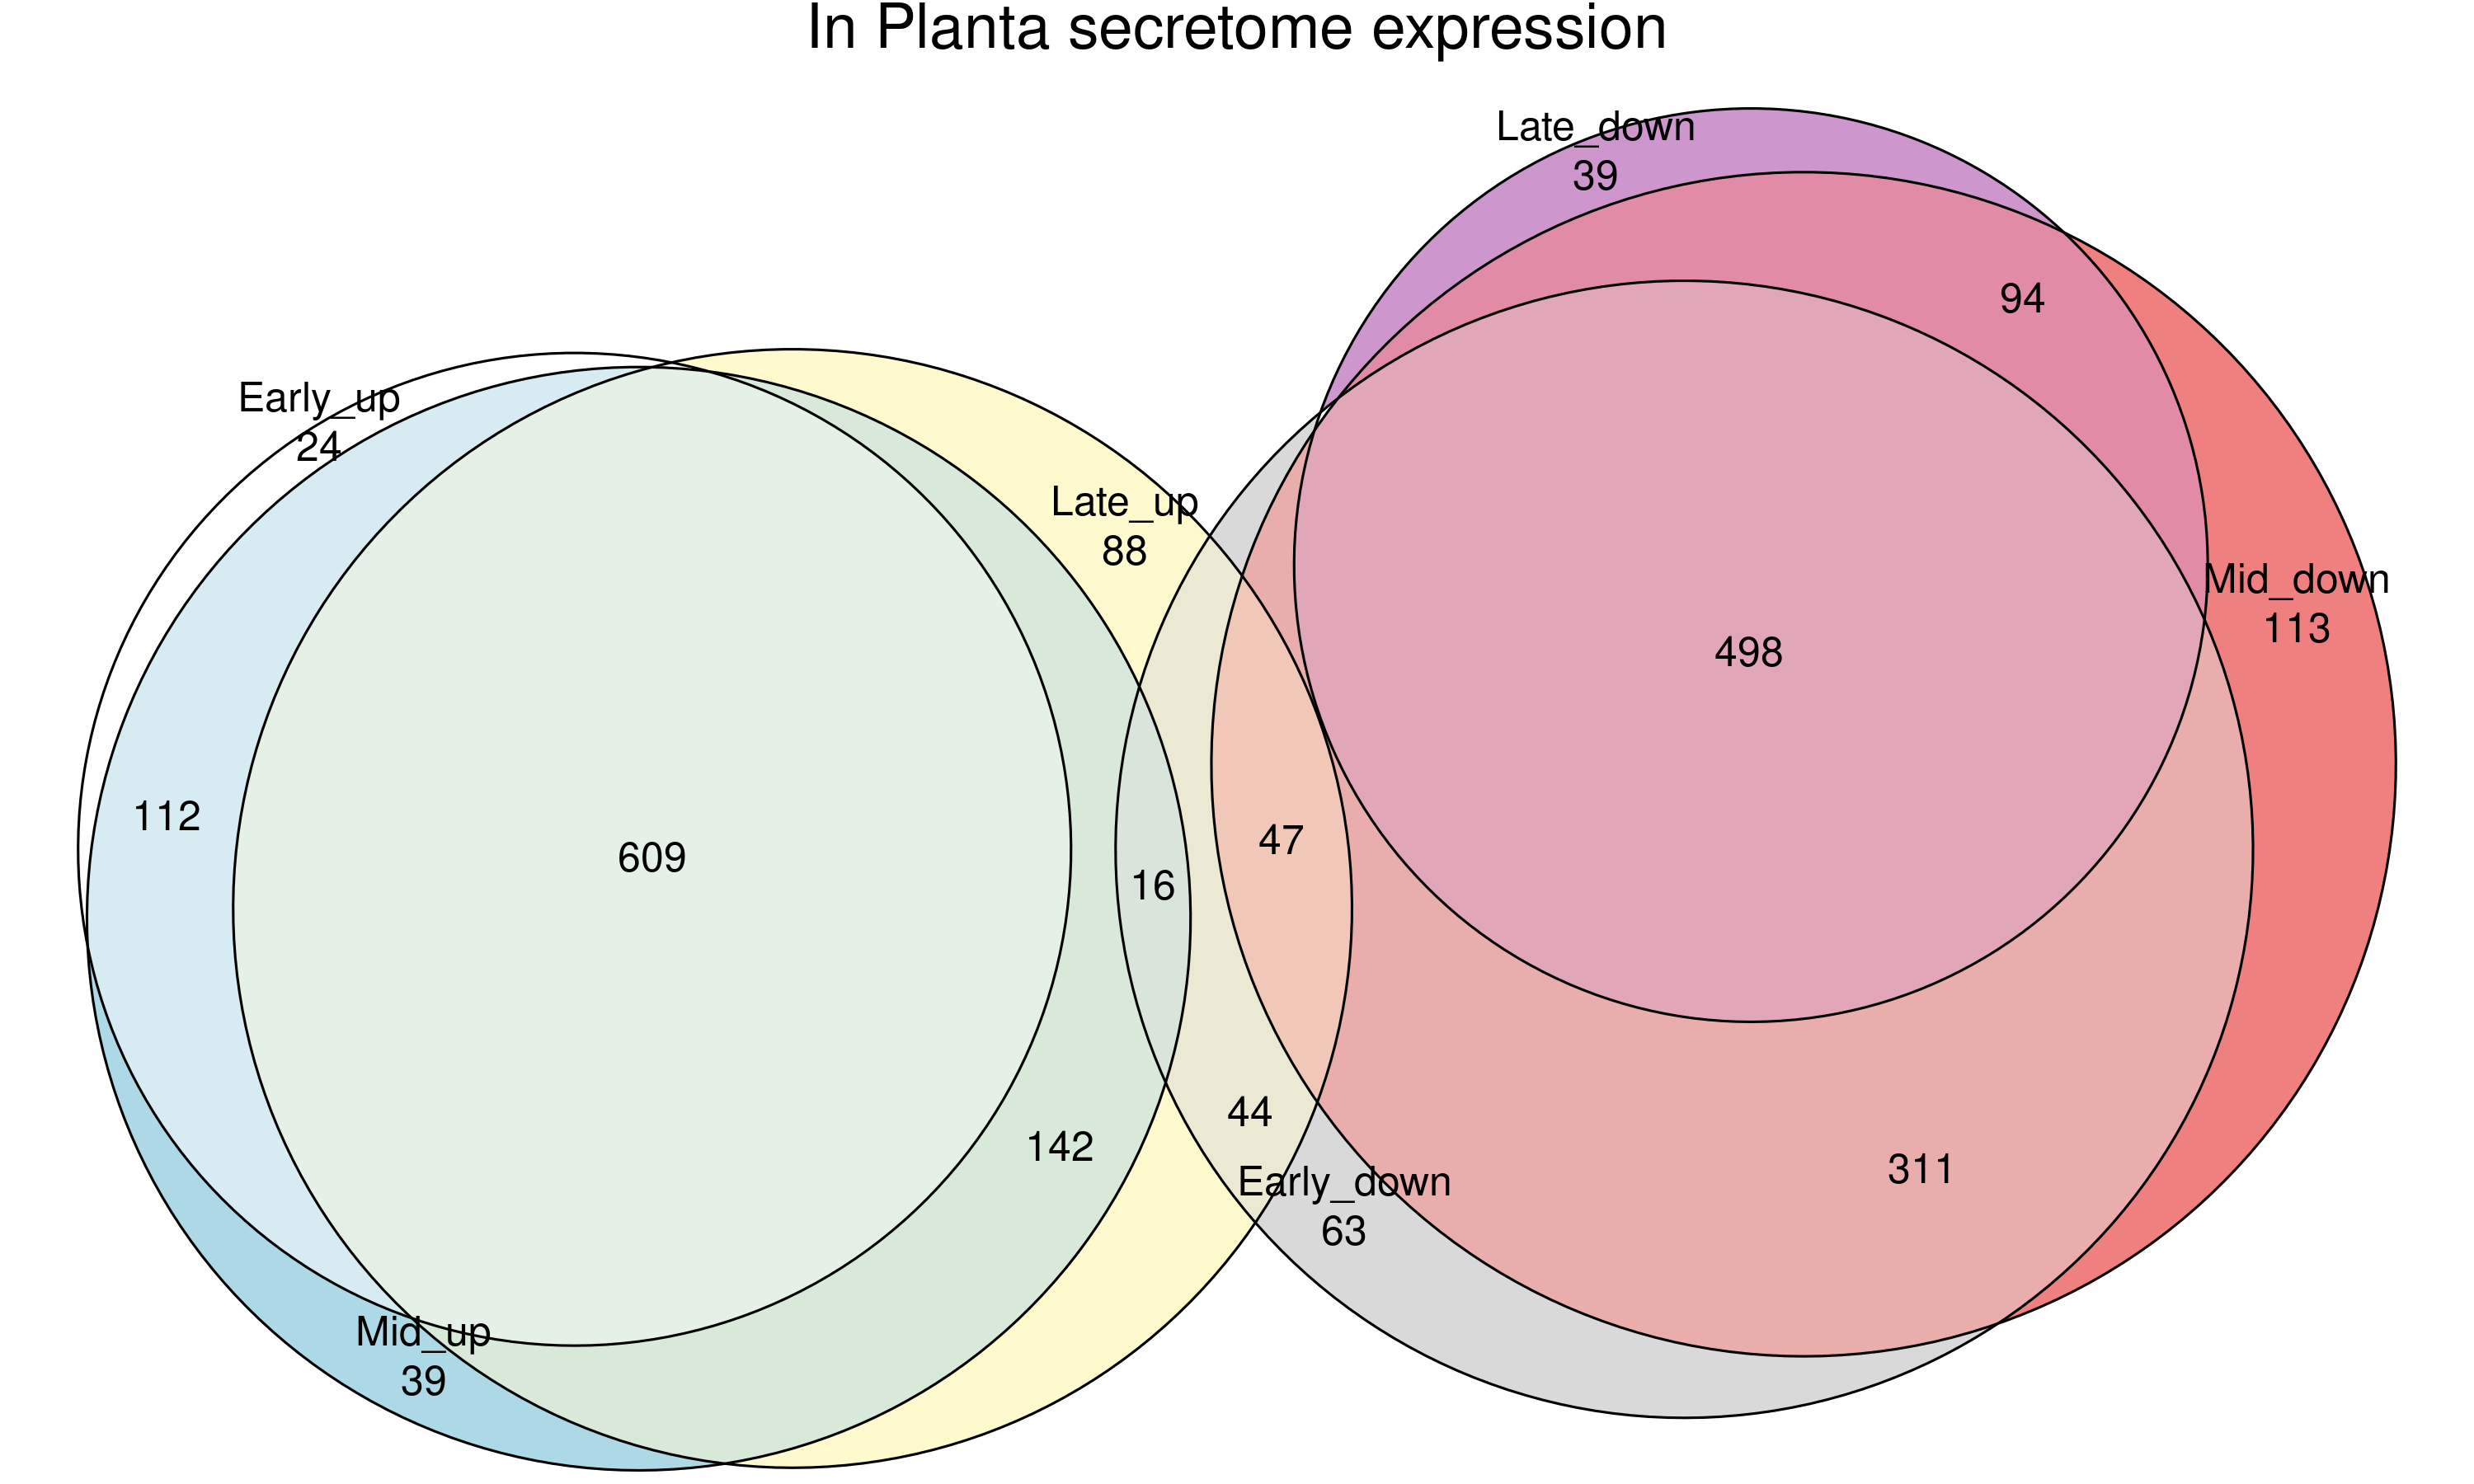 In Planta secretome expression
Late_down
39
94
Early_up
24
Late_up
88
Mid_down
113
498
112
609
16
47
44
142
Early_down
63
311
Mid_up
39